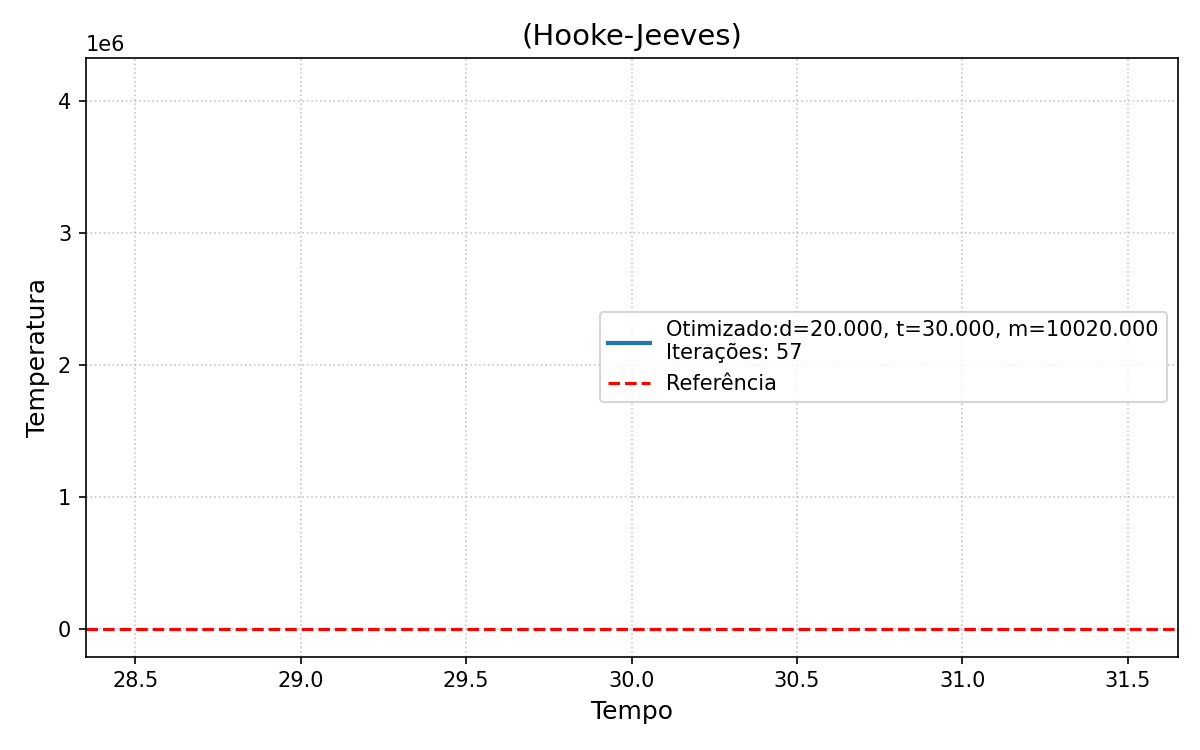 (Hooke-Jeeves)
1e6
4
3
2
1
0
Temperatura
Otimizado:d=20.000, t=30.000, m=10020.000
Iterações: 57
Referência
28.5 29.0 29.5 30.0 30.5 31.0 31.5
Tempo